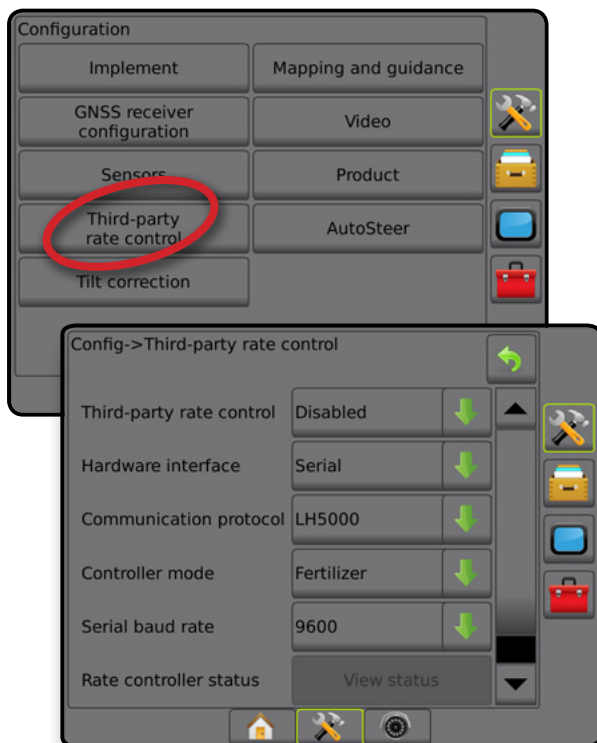 Configuration
Implement
Mapping and guidance
GNSS receiver
configuration
Video
Sensors
Product
Third-party
rate control
AutoSteer
Tilt correction
Config->Third-party rate control
Third-party rate control Disabled
Hardware interface Serial
Communication protocol LH5000
Controller mode Fertilizer
Serial baud rate 9600
Rate controller status View status